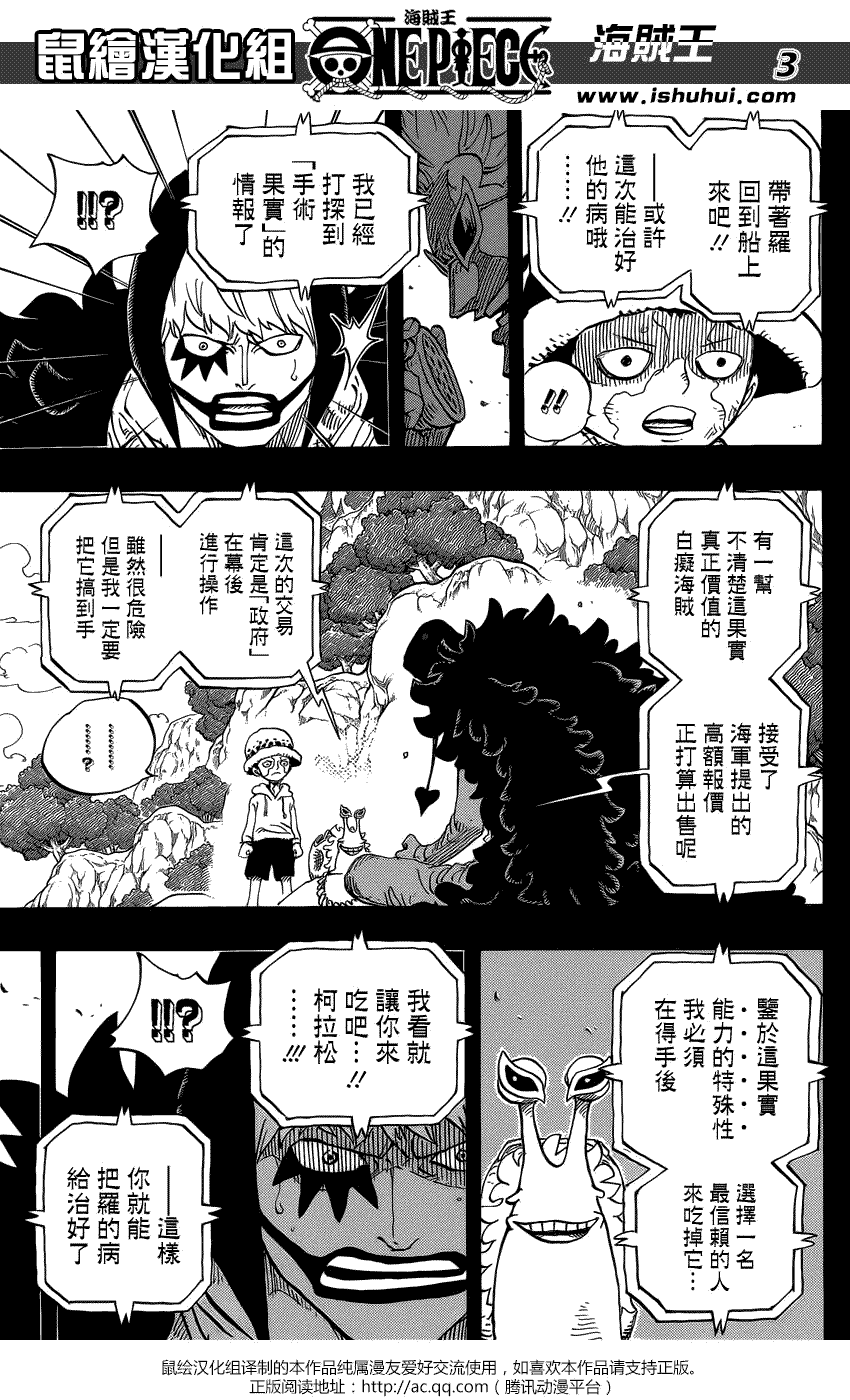 鼠繪漢化組
海賊王
ONE PIECE
海賊王
3
www.ishuhui.com
帶著羅
回到船上
來吧!!
——或許
這次能治好
他的病哦
……!!
!!
我已經
打探到
「手術
果實」的
情報了
!!?
有一幫
不清楚這果實
真正價值的
白癡海賊
接受了
海軍提出的
高額報價
正打算出售呢
這次的交易
肯定是「政府」
在幕後
進行操作
——
雖然很危險
但是我一定要
把它搞到手
………?
鑒於這果實
能力的特殊性
我必須
在得手後
選擇一名
最信賴的人
來吃掉它…
我看就
讓你來
吃吧…!!
柯拉松
……!!!
!!?
——這樣
你就能
把羅的病
給治好了
鼠绘汉化组译制的本作品纯属漫友爱好交流使用，如喜欢本作品请支持正版。
正版阅读地址：http://ac.qq.com（腾讯动漫平台）